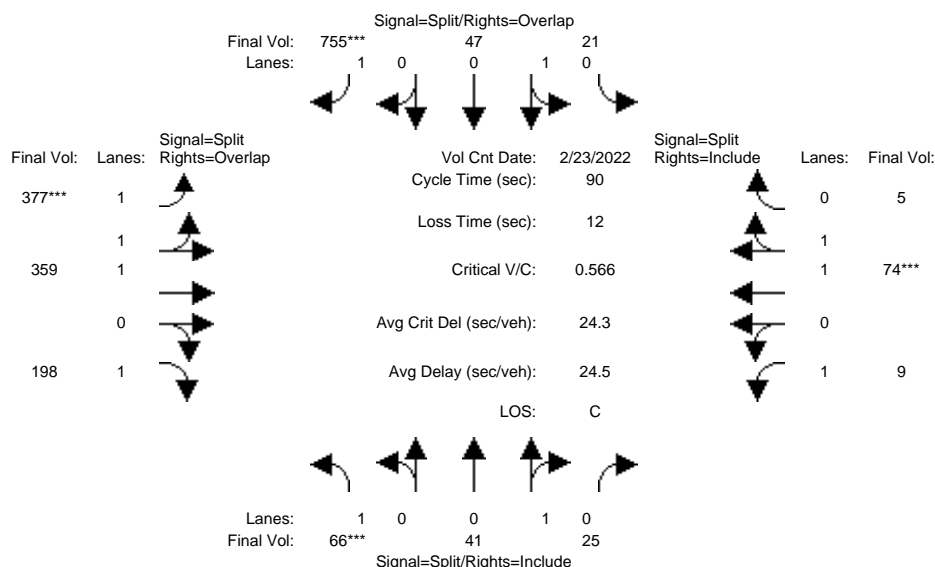 Signal=Split/Rights=Overlap
Final Vol: 755*** 47 21
Lanes: 1 0 0 1 0
Signal=Split Signal=Split
Final Vol: Lanes: Rights=Overlap Vol Cnt Date: 2/23/2022 Rights=Include Lanes: Final Vol:
Cycle Time (sec): 90
377*** 1 0 5
Loss Time (sec): 12
1 1
359 1 Critical V/C: 0.566 1 74***
0 Avg Crit Del (sec/veh): 24.3 0
198 1 Avg Delay (sec/veh): 24.5 1 9
LOS: C
Lanes: 1 0 0 1 0
Final Vol: 66*** 41 25
Signal=Split/Rights=Include